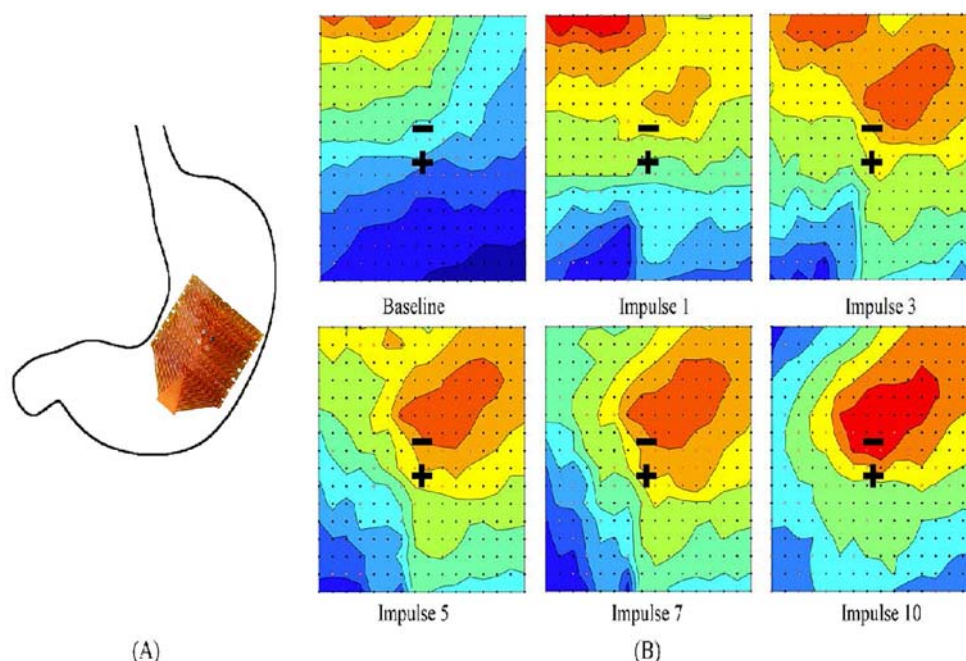 Baseline
Impulse 1
Impulse 3
Impulse 5
Impulse 7
Impulse 10
(A)
(B)